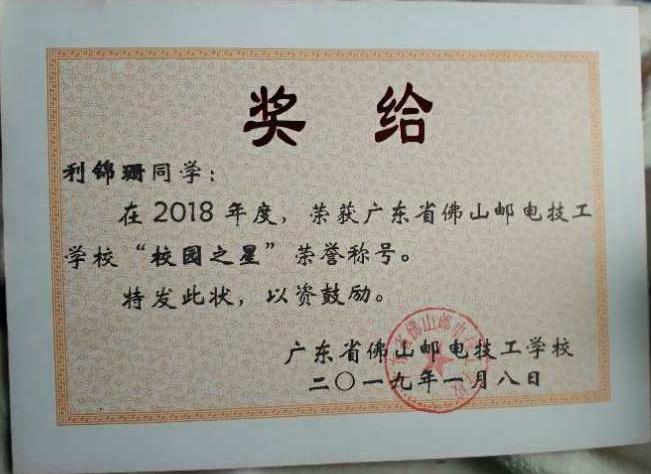 奖 给
利锦珊同学：
在2018年度，荣获广东省佛山邮电技工
学校“校园之星”荣誉称号。
特发此状，以资鼓励。
广东省佛山邮电技工学校
二〇一九年一月八日